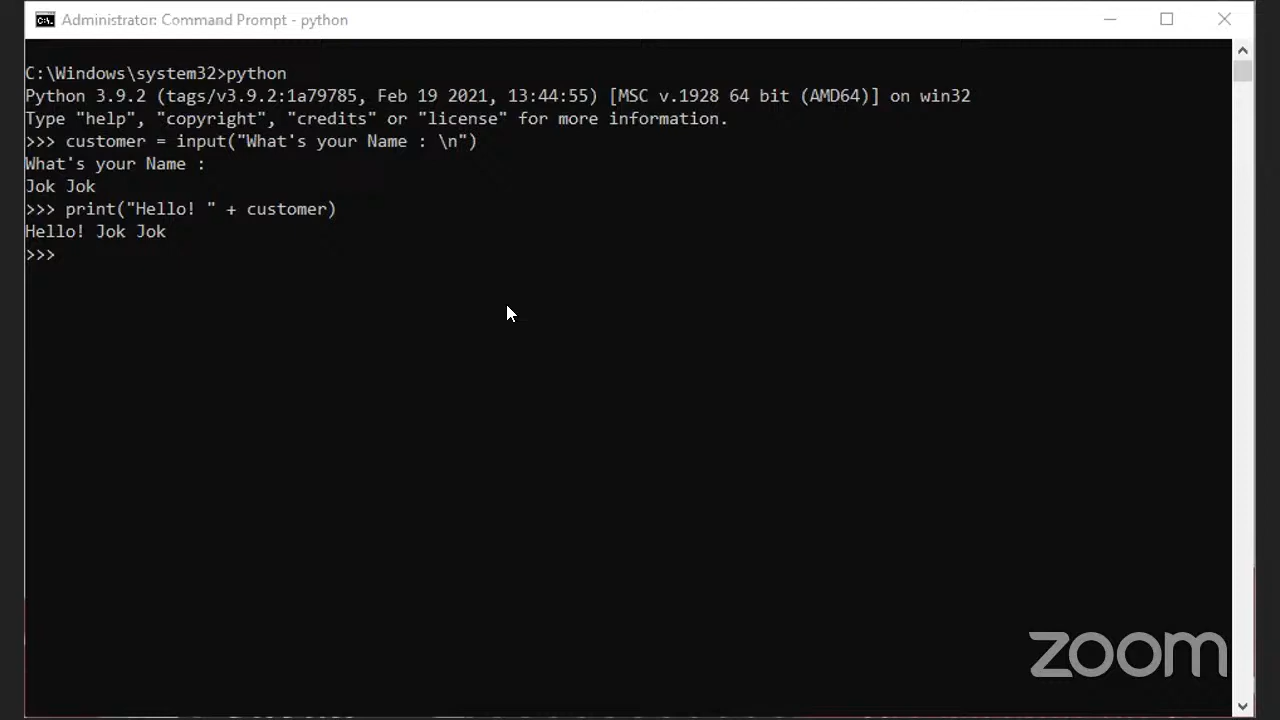 Administrator: Command Prompt - python
C:\Windows\system32>python
Python 3.9.2 (tags/v3.9.2:1a79785, Feb 19 2021, 13:44:55) [MSC v.1928 64 bit (AMD64)] on win32
Type "help", "copyright", "credits" or "license" for more information.
>>> customer = input("What's your Name : \n")
What's your Name :
Jok Jok
>>> print("Hello! " + customer)
Hello! Jok Jok
>>>
zoom